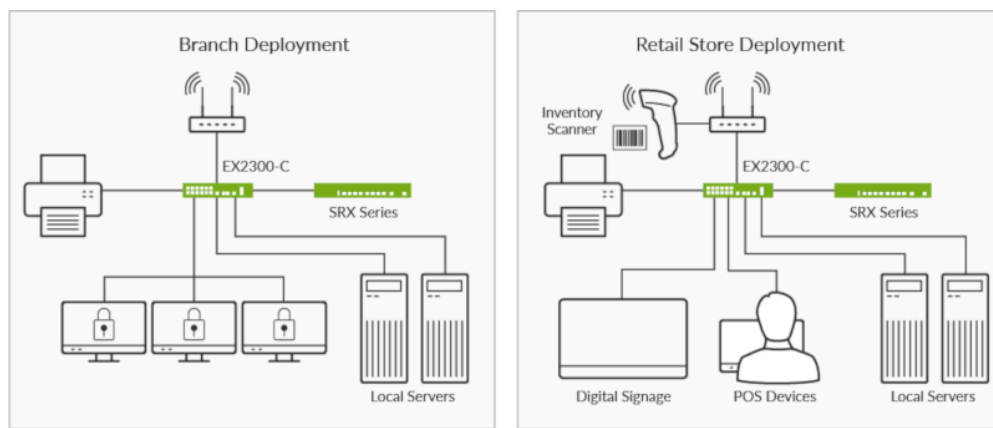 Branch Deployment
EX2300-C
SRX Series
Local Servers
Retail Store Deployment
Inventory
Scanner
EX2300-C
SRX Series
Digital Signage
POS Devices
Local Servers